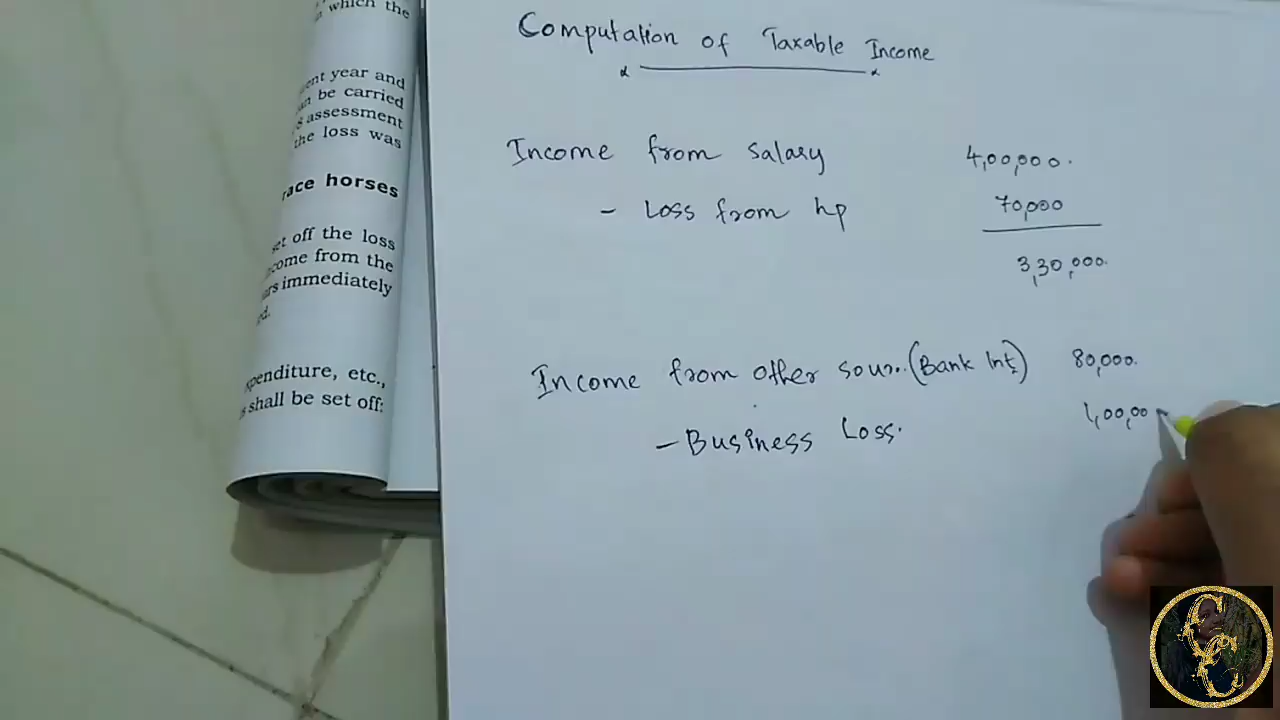 which the
ent year and
be carried
assessment
the loss was
race horses
set off the loss
come from the
immediately
penditure, etc.,
shall be set off:
Computation of Taxable Income
Income from salary 4,00,000.
- Loss from hp 70,000
3,30,000.
Income from other sour..(Bank Int) 80,000.
- Business Loss. 1,00,00